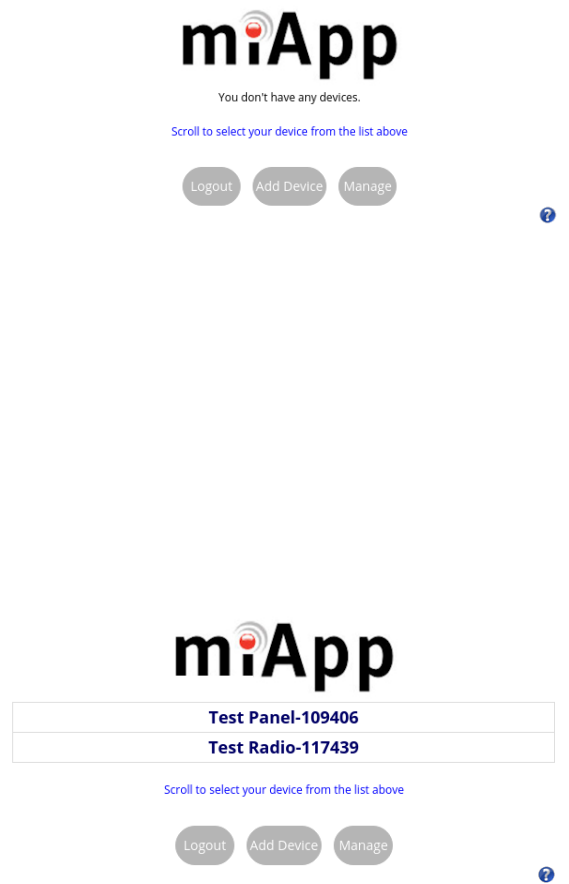 miApp
You don't have any devices.
Scroll to select your device from the list above
Logout Add Device Manage
?
miApp
Test Panel-109406
Test Radio-117439
Scroll to select your device from the list above
Logout Add Device Manage
?